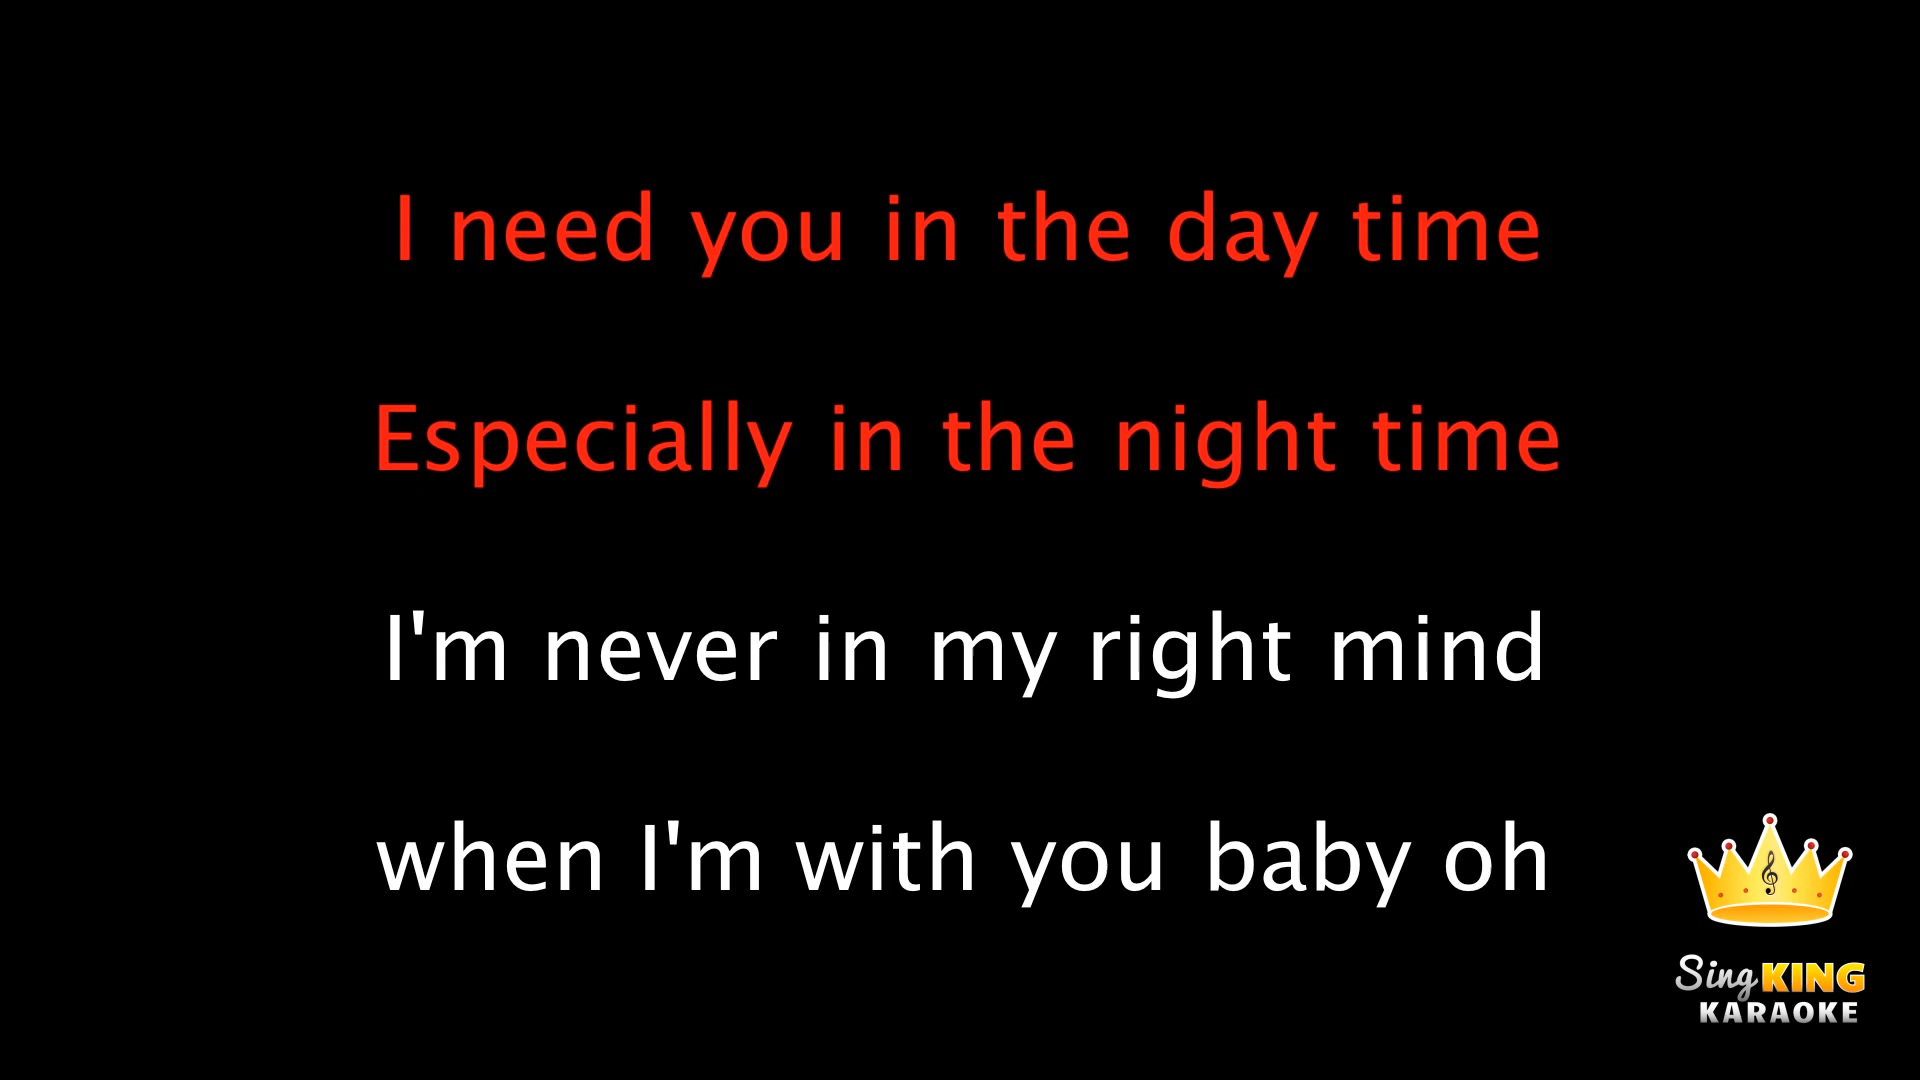 I need you in the day time
Especially in the night time
I'm never in my right mind
when I'm with you baby oh
Sing KING
KARAOKE